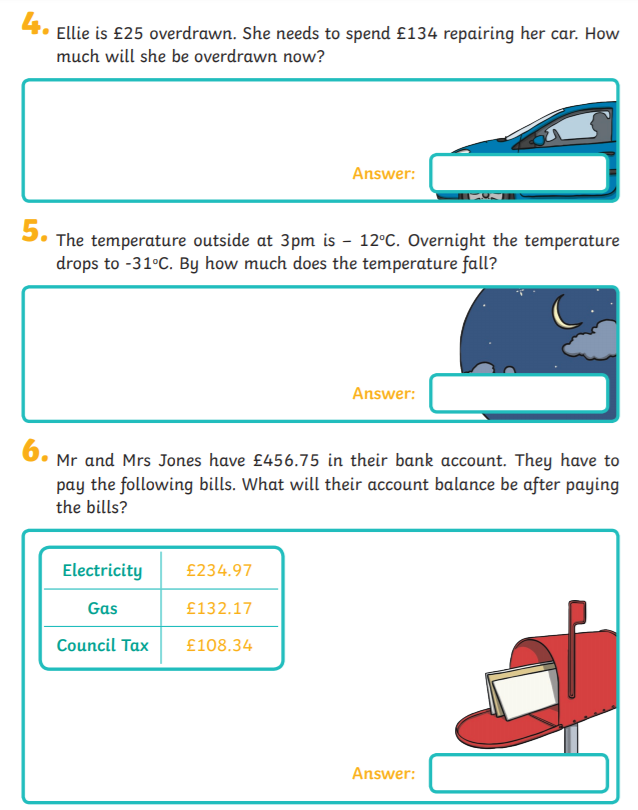 4. Ellie is £25 overdrawn. She needs to spend £134 repairing her car. How
much will she be overdrawn now?
Answer:
5. The temperature outside at 3pm is – 12ºC. Overnight the temperature
drops to -31ºC. By how much does the temperature fall?
Answer:
6. Mr and Mrs Jones have £456.75 in their bank account. They have to
pay the following bills. What will their account balance be after paying
the bills?
Electricity £234.97
Gas £132.17
Council Tax £108.34
Answer: